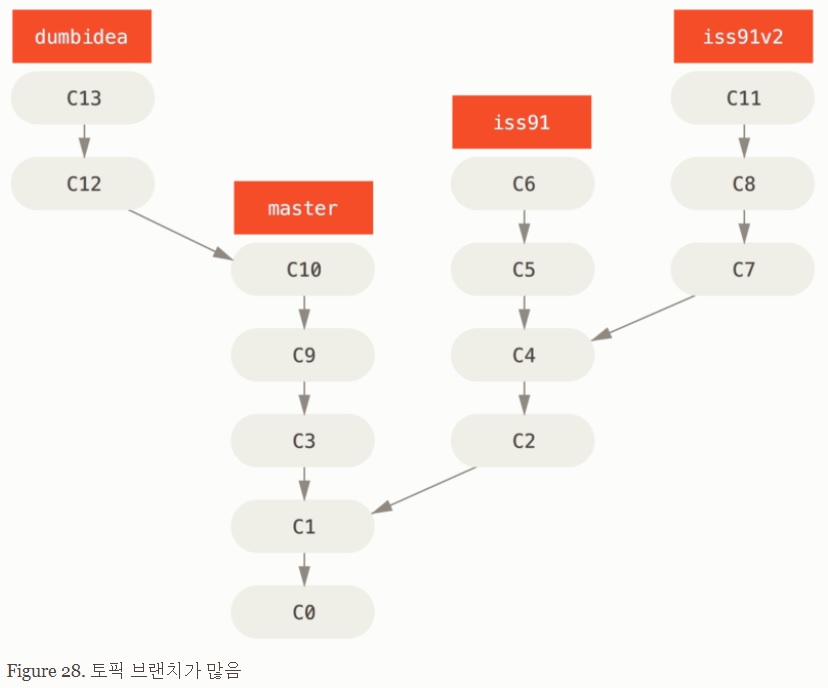 dumbidea
iss91v2
C13
C11
iss91
C12
C6
C8
master
C10
C5
C7
C9
C4
C3
C2
C1
C0
Figure 28. 토픽 브랜치가 많음